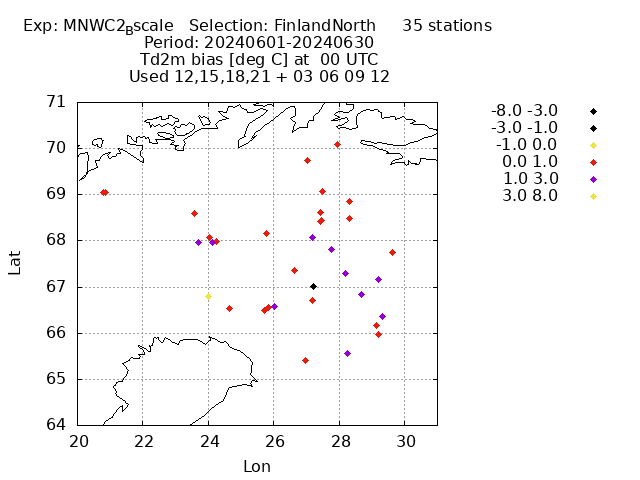 Exp: MNWC2_Bscale   Selection: FinlandNorth     35 stations
Period: 20240601-20240630
Td2m bias [deg C] at  00 UTC
Used 12,15,18,21 + 03 06 09 12
-8.0 -3.0
-3.0 -1.0
-1.0 0.0
0.0 1.0
1.0 3.0
3.0 8.0
71
70
69
68
67
66
65
64
Lat
20 22 24 26 28 30
Lon